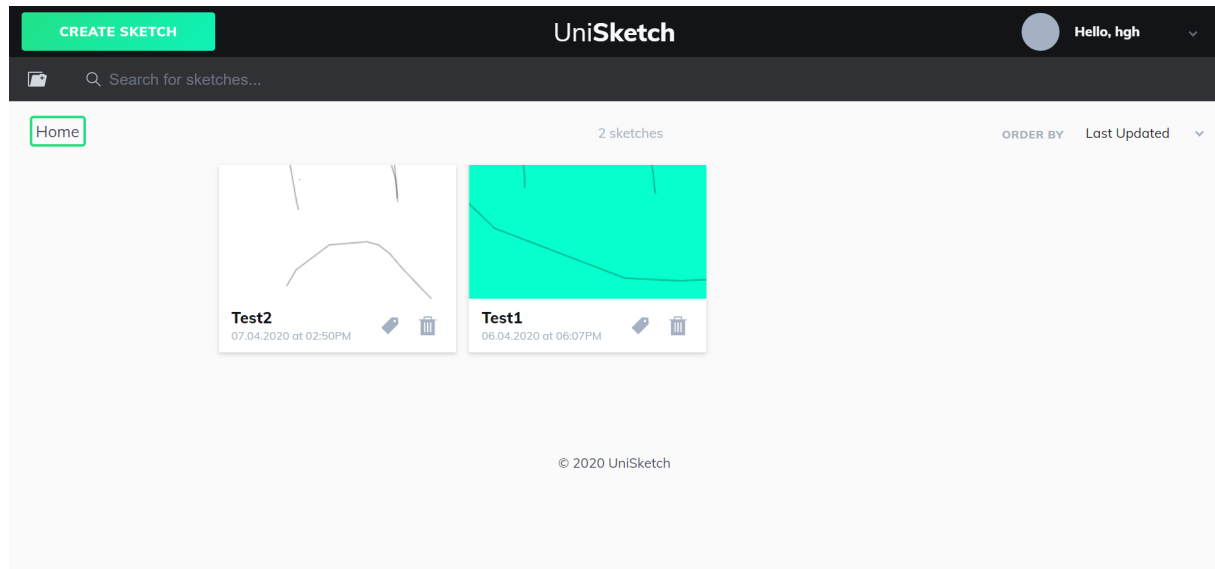 CREATE SKETCH
UniSketch
Hello, hgh
Search for sketches...
Home
2 sketches
ORDER BY
Last Updated
Test2
07.04.2020 at 02:50PM
Test1
06.04.2020 at 06:07PM
© 2020 UniSketch